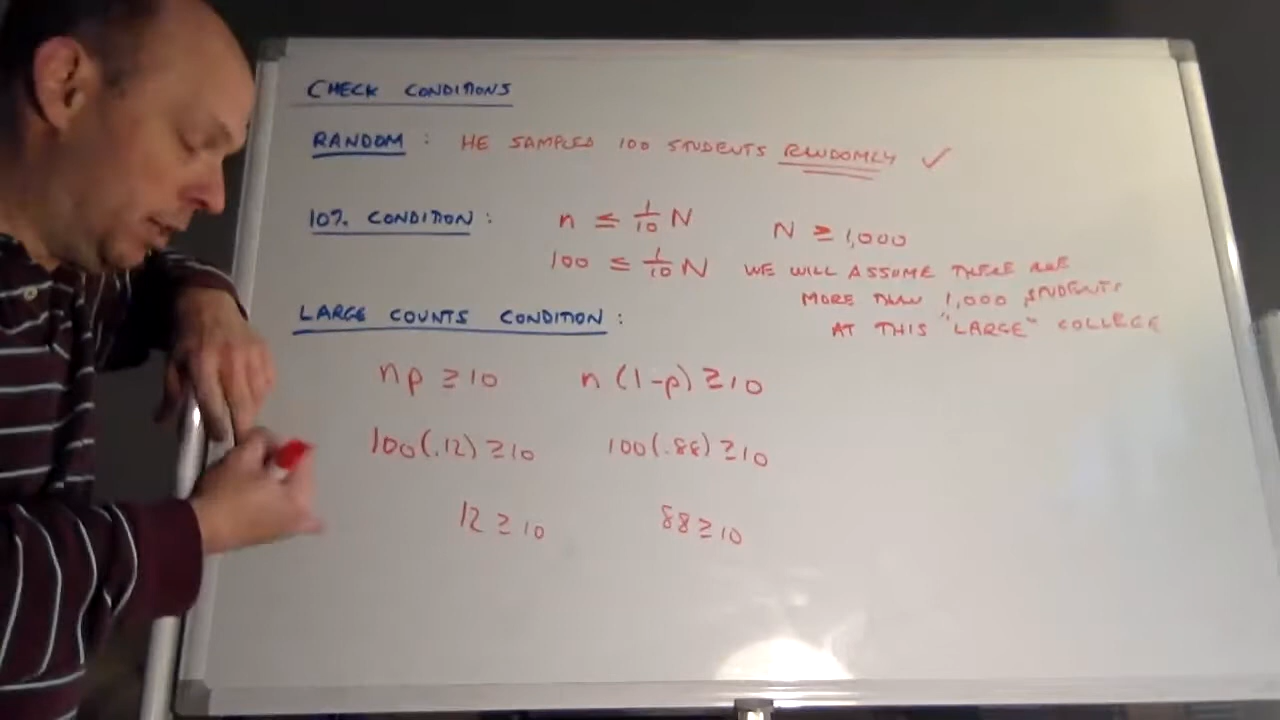 CHECK CONDITIONS
RANDOM : HE SAMPLED 100 STUDENTS RANDOMLY ✓
10% CONDITION : n ≤ 1/10 N N ≥ 1,000
100 ≤ 1/10 N WE WILL ASSUME THERE ARE
MORE THAN 1,000 STUDENTS
AT THIS "LARGE" COLLEGE
LARGE COUNTS CONDITION :
np ≥ 10 n(1-p) ≥ 10
100(.12) ≥ 10 100(.88) ≥ 10
12 ≥ 10 88 ≥ 10